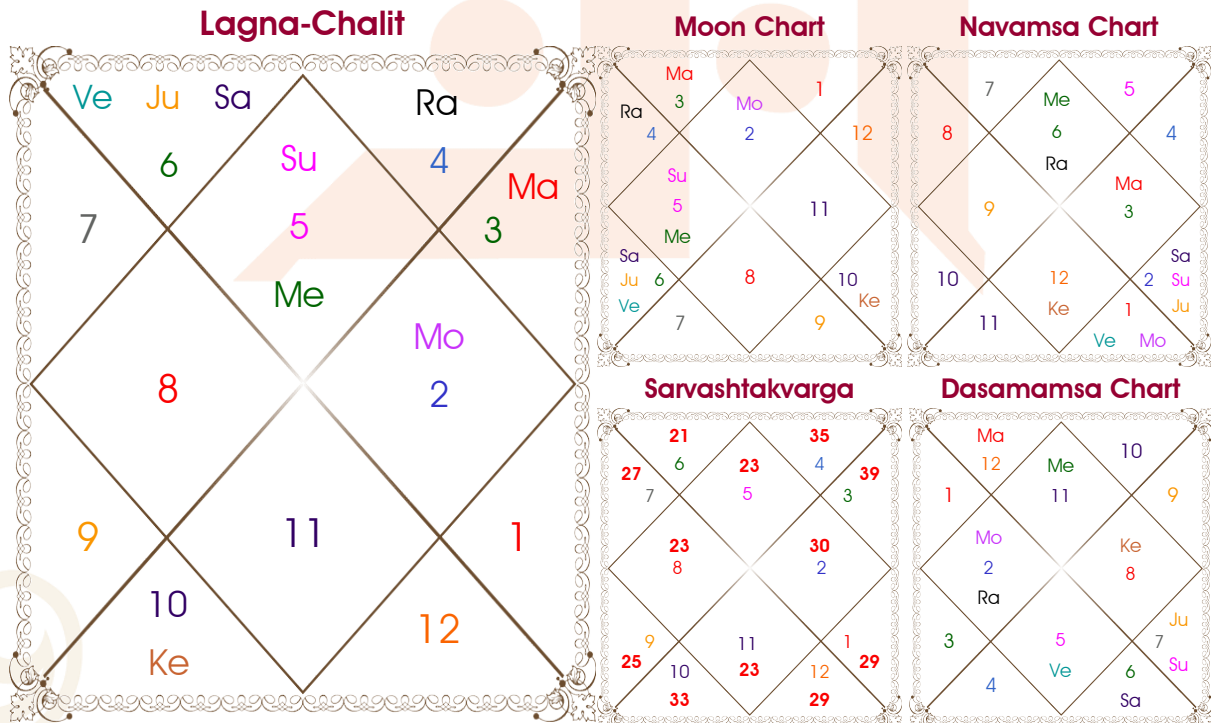 Lagna-Chalit
Ve Ju Sa
Ra
6
Su
4
Ma
7
5
3
Me
Mo
8
2
9
11
1
10
12
Ke
Moon Chart
Ma
3
Mo
1
Ra
4
2
12
Su
5
11
Me
Sa
Ju 6
8
10
Ve
Ke
7
9
Navamsa Chart
7
Me
5
8
6
4
Ra
Ma
9
3
Sa
10
12
2 Su
Ke
1
Ju
11
Ve Mo
Sarvashtakvarga
21
35
27
6
23
4
39
7
5
3
23
30
8
2
9
11
1
25
10
23
12
29
33
29
Dasamamsa Chart
Ma
10
12
Me
1
11
9
Mo
Ke
2
8
Ra
Ju
3
5
7
Su
Ve
6
4
Sa